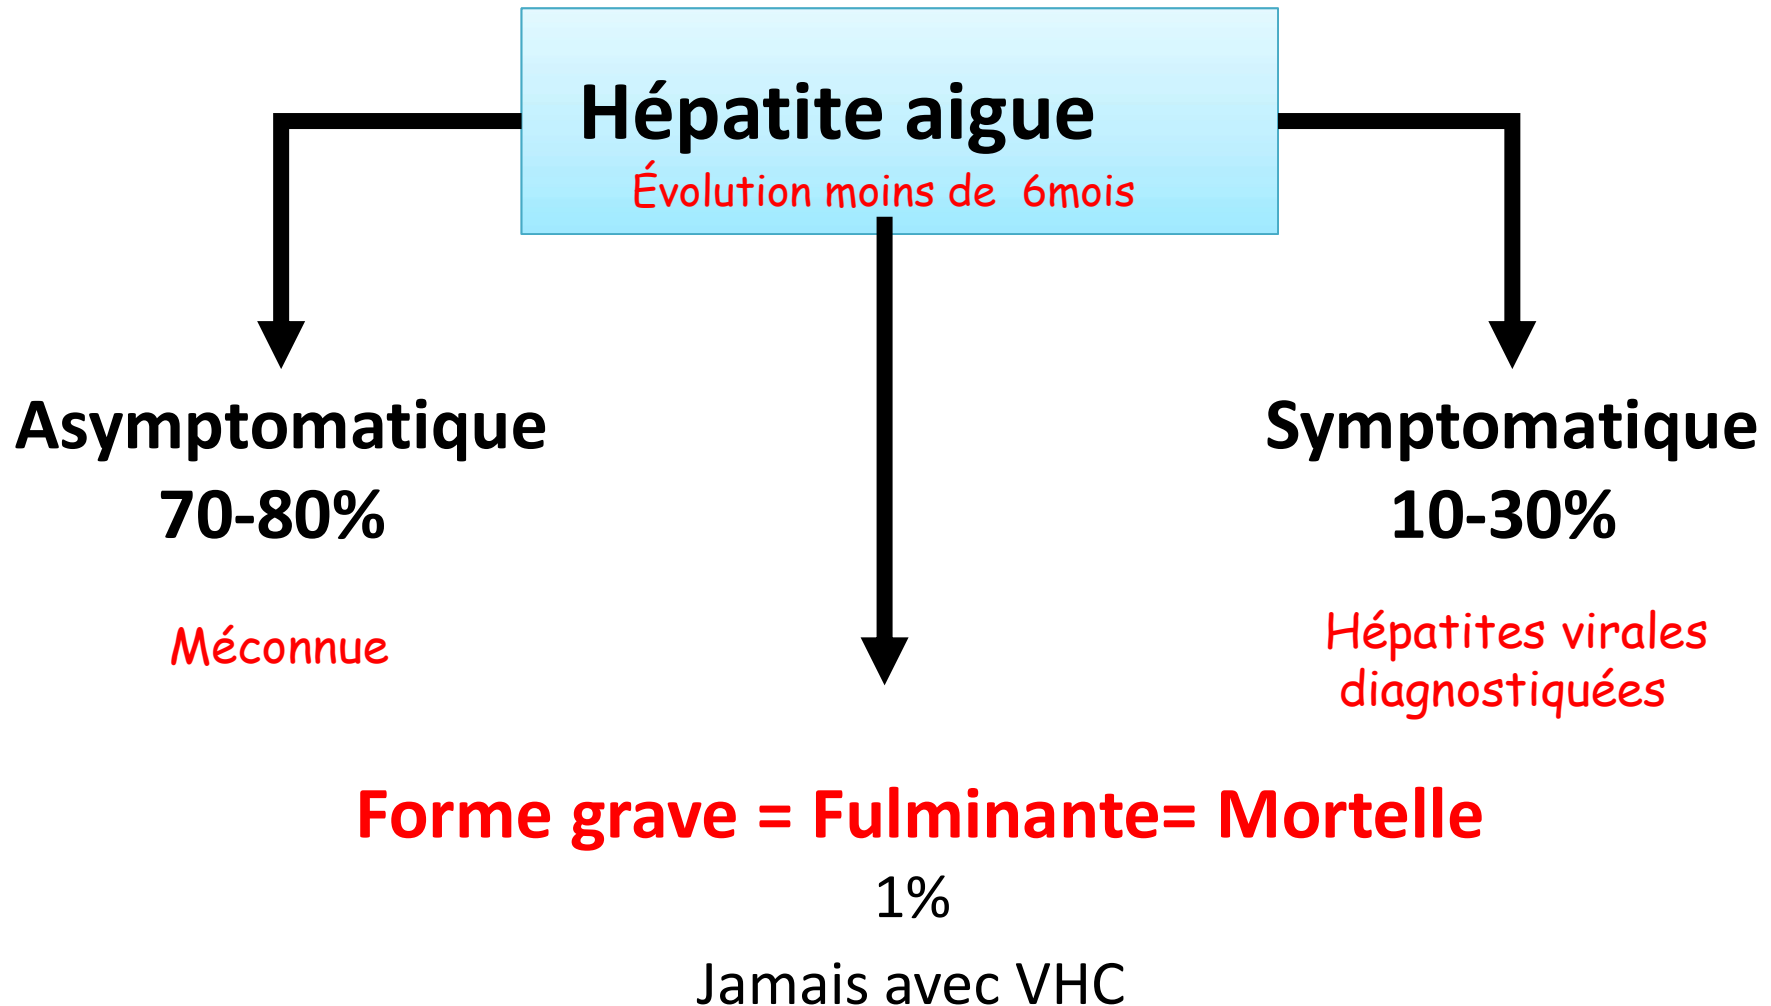 Hépatite aigue
Évolution moins de 6mois
Asymptomatique
70-80%
Méconnue
Symptomatique
10-30%
Hépatites virales
diagnostiquées
Forme grave = Fulminante= Mortelle
1%
Jamais avec VHC